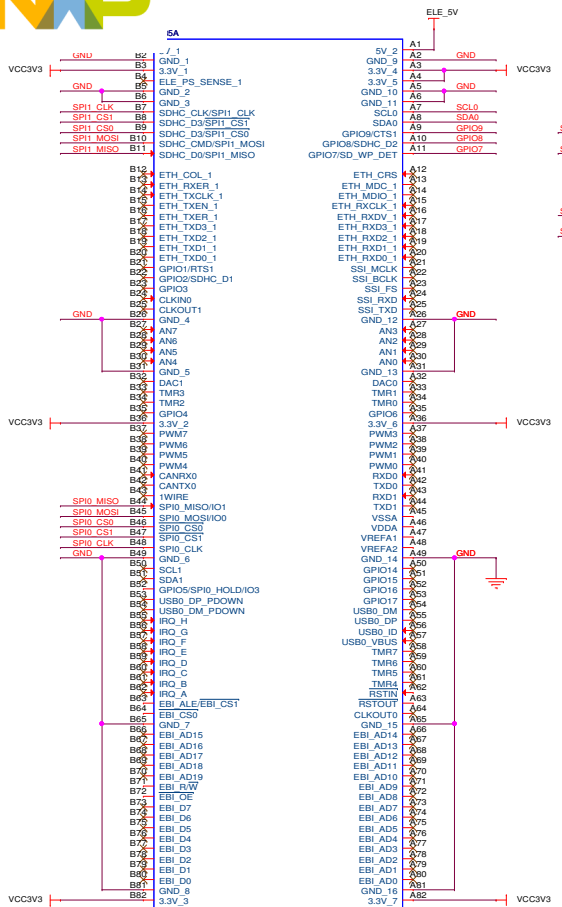 ELE_5V
5A
5V_2 A1
GND B2 GND_1 GND_9 A2 GND
VCC3V3 B3 3.3V_1 3.3V_4 A3 VCC3V3
B4 ELE_PS_SENSE_1 3.3V_5 A4
GND B5 GND_2 GND_10 A5 GND
B6 GND_3 GND_11 A6
SPI1_CLK B7 SDHC_CLK/SPI1_CLK SCL0 A7 SCL0
SPI1_CS1 B8 SDHC_D3/SPI1_CS1 SDA0 A8 SDA0
SPI1_CS0 B9 SDHC_D3/SPI1_CS0 GPIO9/CTS1 A9 GPIO9
SPI1_MOSI B10 SDHC_CMD/SPI1_MOSI GPIO8/SDHC_D2 A10 GPIO8
SPI1_MISO B11 SDHC_D0/SPI1_MISO GPIO7/SD_WP_DET A11 GPIO7
B12 ETH_COL_1 ETH_CRS A12
B13 ETH_RXER_1 ETH_MDC_1 A13
B14 ETH_TXCLK_1 ETH_MDIO_1 A14
B15 ETH_TXEN_1 ETH_RXCLK_1 A15
B16 ETH_TXER_1 ETH_RXDV_1 A16
B17 ETH_TXD3_1 ETH_RXD3_1 A17
B18 ETH_TXD2_1 ETH_RXD2_1 A18
B19 ETH_TXD1_1 ETH_RXD1_1 A19
B20 ETH_TXD0_1 ETH_RXD0_1 A20
B21 GPIO1/RTS1 SSI_MCLK A21
B22 GPIO2/SDHC_D1 SSI_BCLK A22
B23 GPIO3 SSI_FS A23
B24 CLKIN0 SSI_RXD A24
B25 CLKOUT1 SSI_TXD A25
GND B26 GND_4 GND_12 A26 GND
B27 AN7 AN3 A27
B28 AN6 AN2 A28
B29 AN5 AN1 A29
B30 AN4 AN0 A30
B31 GND_5 GND_13 A31
B32 DAC1 DAC0 A32
B33 TMR3 TMR1 A33
B34 TMR2 TMR0 A34
B35 GPIO4 GPIO6 A35
VCC3V3 B36 3.3V_2 3.3V_6 A36 VCC3V3
B37 PWM7 PWM3 A37
B38 PWM6 PWM2 A38
B39 PWM5 PWM1 A39
B40 PWM4 PWM0 A40
B41 CANRX0 RXD0 A41
B42 CANTX0 TXD0 A42
B43 1WIRE RXD1 A43
SPI0_MISO B44 SPI0_MISO/IO1 TXD1 A44
SPI0_MOSI B45 SPI0_MOSI/IO0 VSSA A45
SPI0_CS0 B46 SPI0_CS0 VDDA A46
SPI0_CS1 B47 SPI0_CS1 VREFA1 A47
SPI0_CLK B48 SPI0_CLK VREFA2 A48
GND B49 GND_6 GND_14 A49 GND
B50 SCL1 GPIO14 A50
B51 SDA1 GPIO15 A51
B52 GPIO5/SPI0_HOLD/IO3 GPIO16 A52
B53 USB0_DP_PDOWN GPIO17 A53
B54 USB0_DM_PDOWN USB0_DM A54
B55 IRQ_H USB0_DP A55
B56 IRQ_G USB0_ID A56
B57 IRQ_F USB0_VBUS A57
B58 IRQ_E TMR7 A58
B59 IRQ_D TMR6 A59
B60 IRQ_C TMR5 A60
B61 IRQ_B TMR4 A61
B62 IRQ_A RSTIN A62
B63 EBI_ALE/EBI_CS1 RSTOUT A63
B64 EBI_CS0 CLKOUT0 A64
B65 GND_7 GND_15 A65
B66 EBI_AD15 EBI_AD14 A66
B67 EBI_AD16 EBI_AD13 A67
B68 EBI_AD17 EBI_AD12 A68
B69 EBI_AD18 EBI_AD11 A69
B70 EBI_AD19 EBI_AD10 A70
B71 EBI_R/W EBI_AD9 A71
B72 EBI_OE EBI_AD8 A72
B73 EBI_D7 EBI_AD7 A73
B74 EBI_D6 EBI_AD6 A74
B75 EBI_D5 EBI_AD5 A75
B76 EBI_D4 EBI_AD4 A76
B77 EBI_D3 EBI_AD3 A77
B78 EBI_D2 EBI_AD2 A78
B79 EBI_D1 EBI_AD1 A79
B80 EBI_D0 EBI_AD0 A80
B81 GND_8 GND_16 A81
VCC3V3 B82 3.3V_3 3.3V_7 A82 VCC3V3